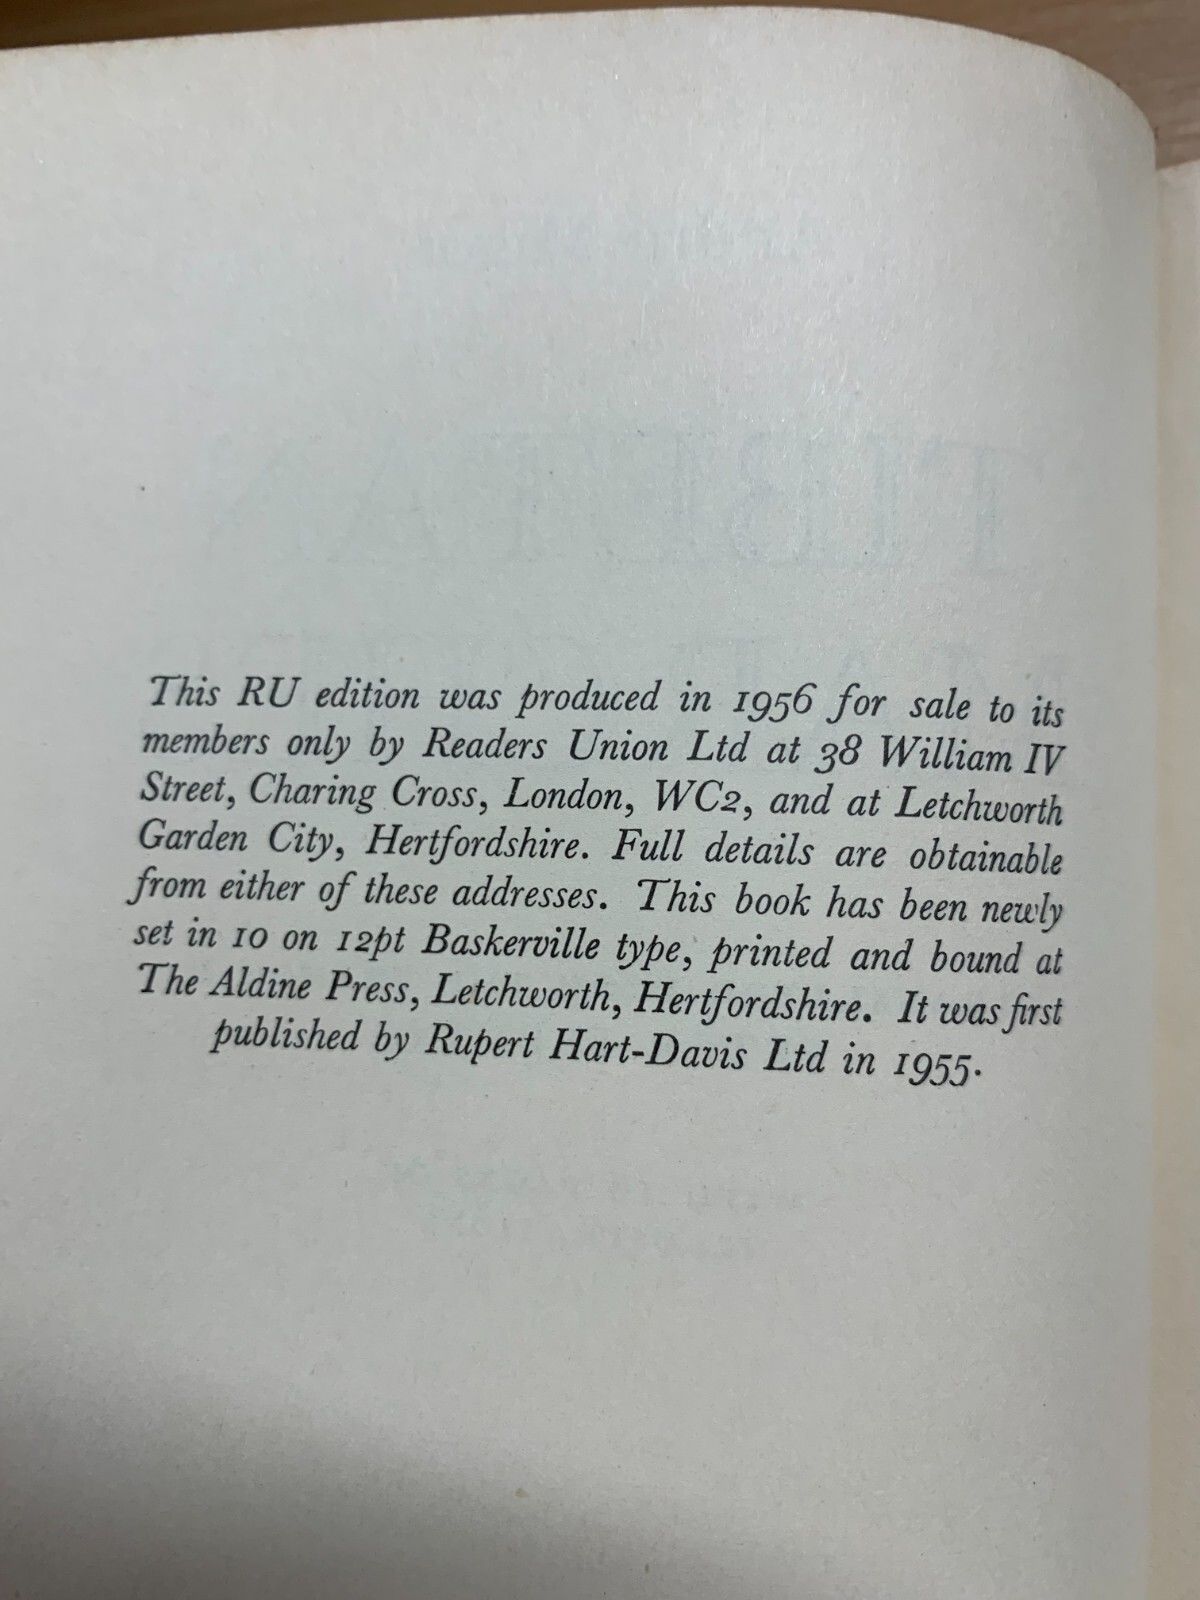 This RU edition was produced in 1956 for sale to its
members only by Readers Union Ltd at 38 William IV
Street, Charing Cross, London, WC2, and at Letchworth
Garden City, Hertfordshire. Full details are obtainable
from either of these addresses. This book has been newly
set in 10 on 12pt Baskerville type, printed and bound at
The Aldine Press, Letchworth, Hertfordshire. It was first
published by Rupert Hart-Davis Ltd in 1955.